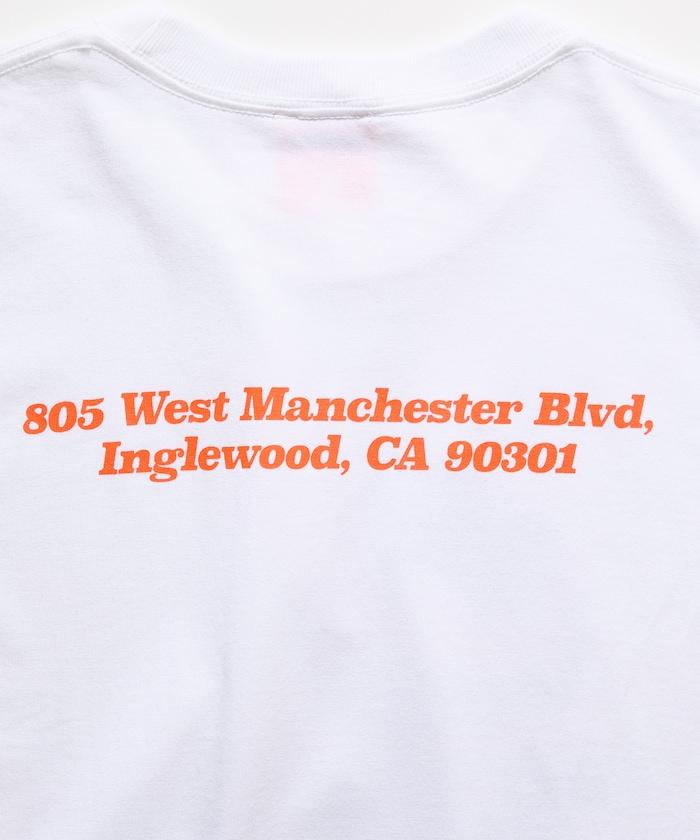 805 West Manchester Blvd,
Inglewood, CA 90301